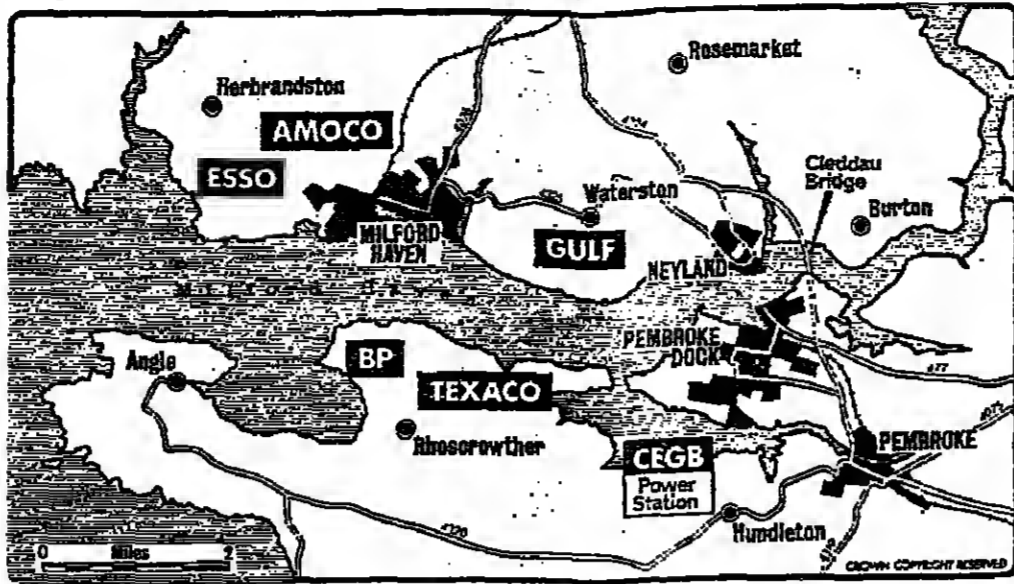 Rosemarket
Herbrandston
AMOCO
ESSO
Cleddau
Bridge
Waterston
Burton
MILFORD
HAVEN
GULF
NEYLAND
PEMBROKE
DOCK
BP
Angle
TEXACO
A477
Rhoscrowther
CEGB
Power
Station
PEMBROKE
Hundleton
0 Miles 2
CROWN COPYRIGHT RESERVED